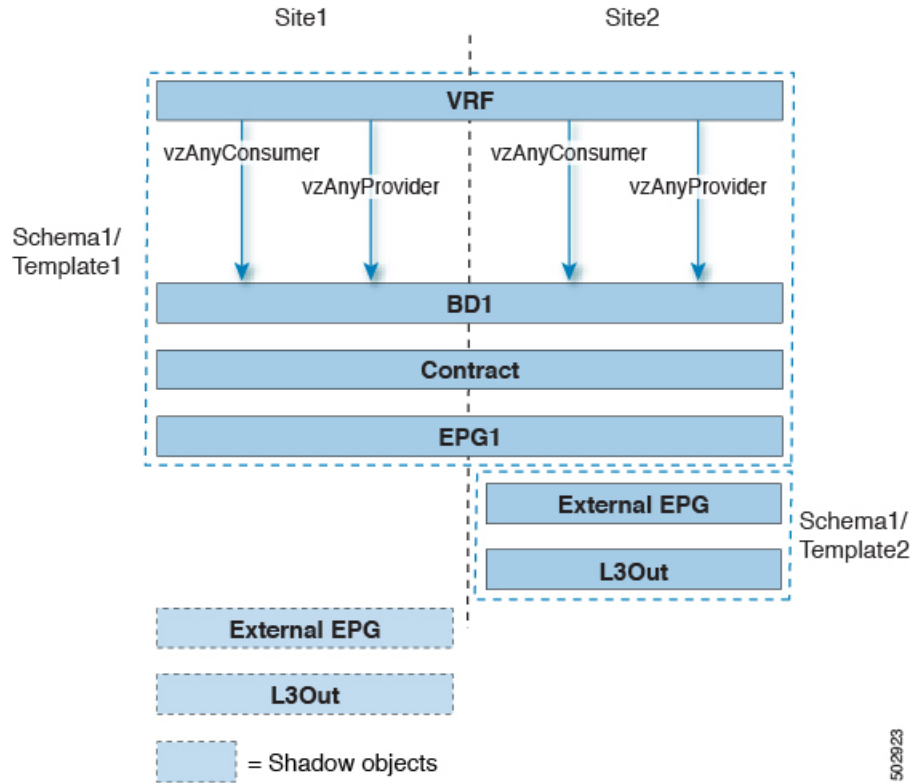 Site1
Site2
VRF
vzAnyConsumer
vzAnyConsumer
vzAnyProvider
vzAnyProvider
Schema1/
Template1
BD1
Contract
EPG1
External EPG
Schema1/
Template2
L3Out
External EPG
L3Out
= Shadow objects
502923